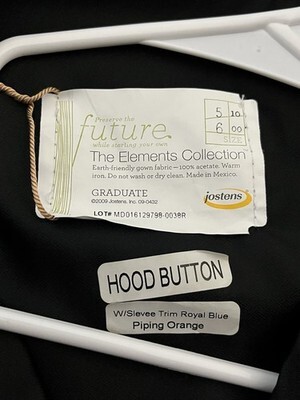 Preserve the
future
while starting your own.
5 10
6 00
SIZE
The Elements Collection
Earth-friendly gown fabric – 100% acetate. Warm
iron. Do not wash or dry clean. Made in Mexico.
GRADUATE
©2009 Jostens, Inc. 09-0432
jostens
LOT# MD016129798-0038R
HOOD BUTTON
W/Slevee Trim Royal Blue
Piping Orange